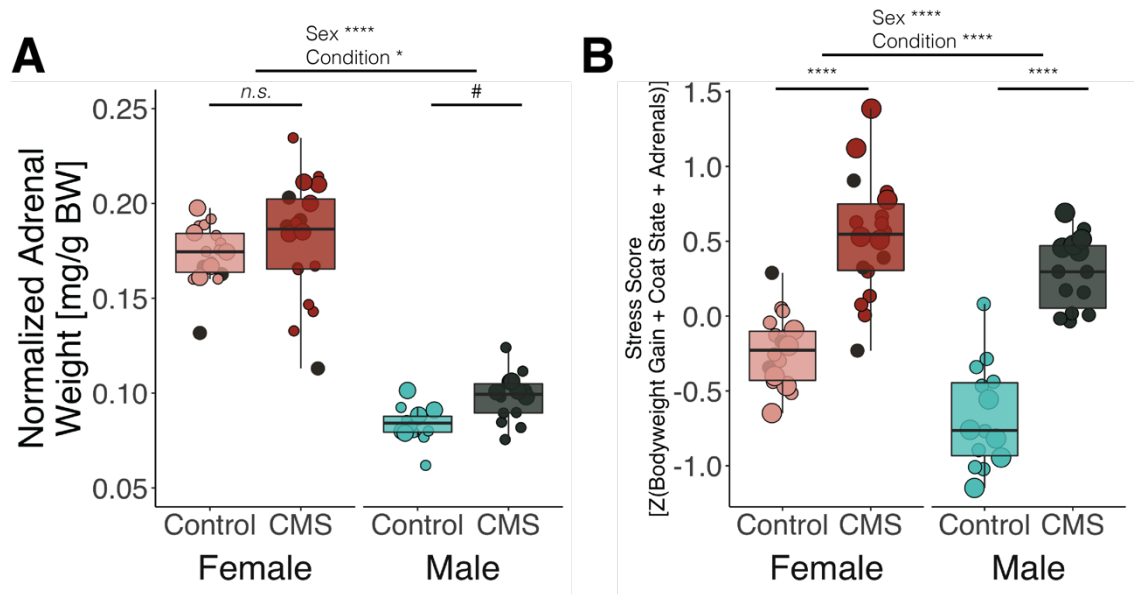 A
Sex ****
Condition *
n.s.
#
Normalized Adrenal
Weight [mg/g BW]
0.25
0.20
0.15
0.10
0.05
Control
CMS
Control
CMS
Female
Male
B
Sex ****
Condition ****
****
****
Stress Score
[Z(Bodyweight Gain + Coat State + Adrenals)]
1.5
1.0
0.5
0.0
-0.5
-1.0
Control
CMS
Control
CMS
Female
Male